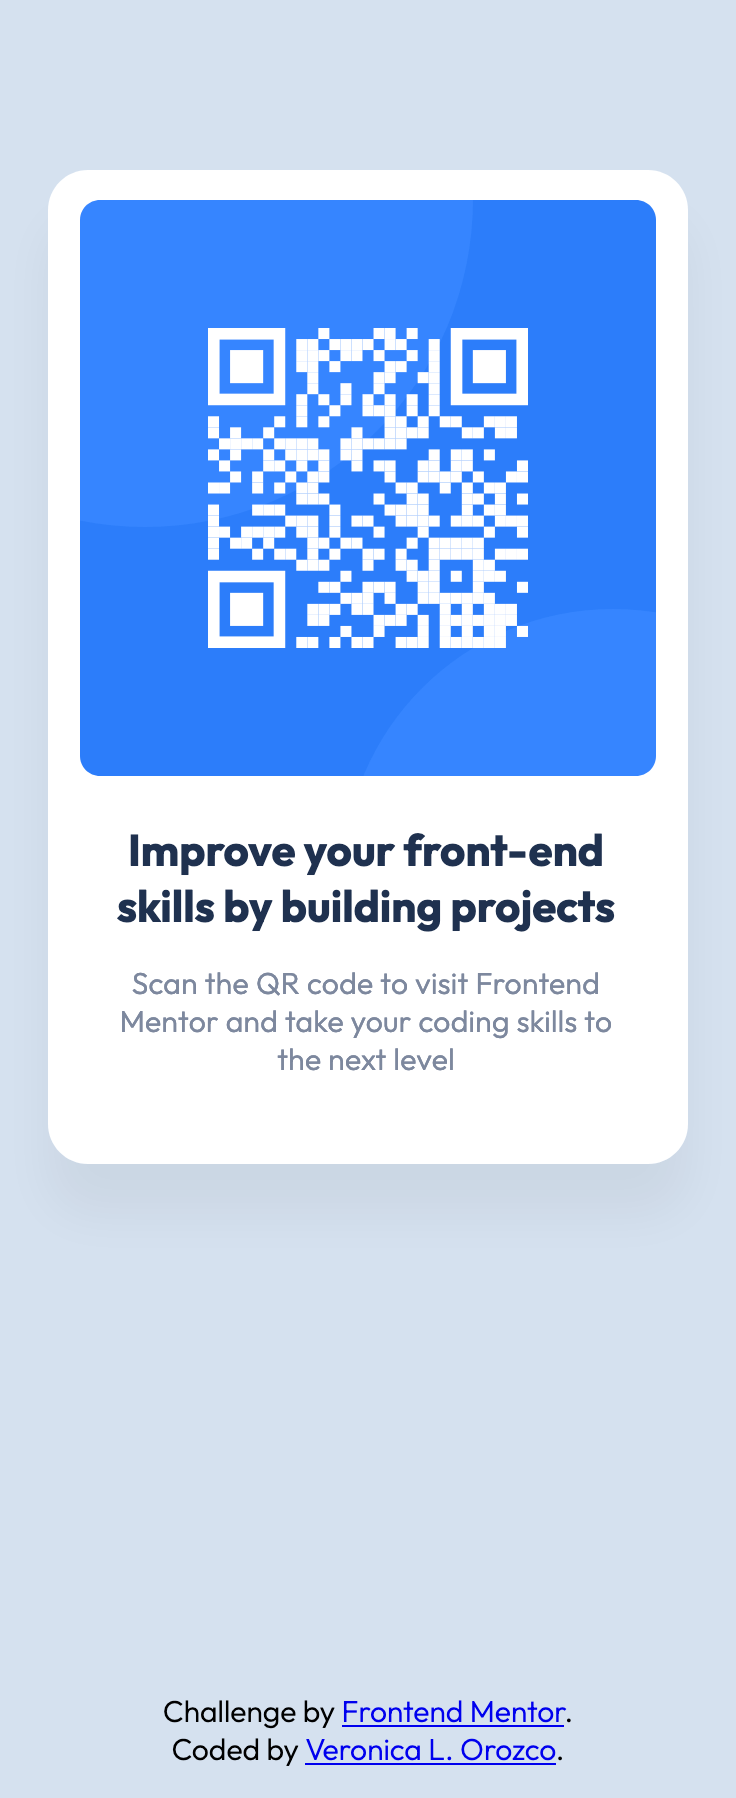 Improve your front-end
skills by building projects
Scan the QR code to visit Frontend
Mentor and take your coding skills to
the next level
Challenge by Frontend Mentor.
Coded by Veronica L. Orozco.